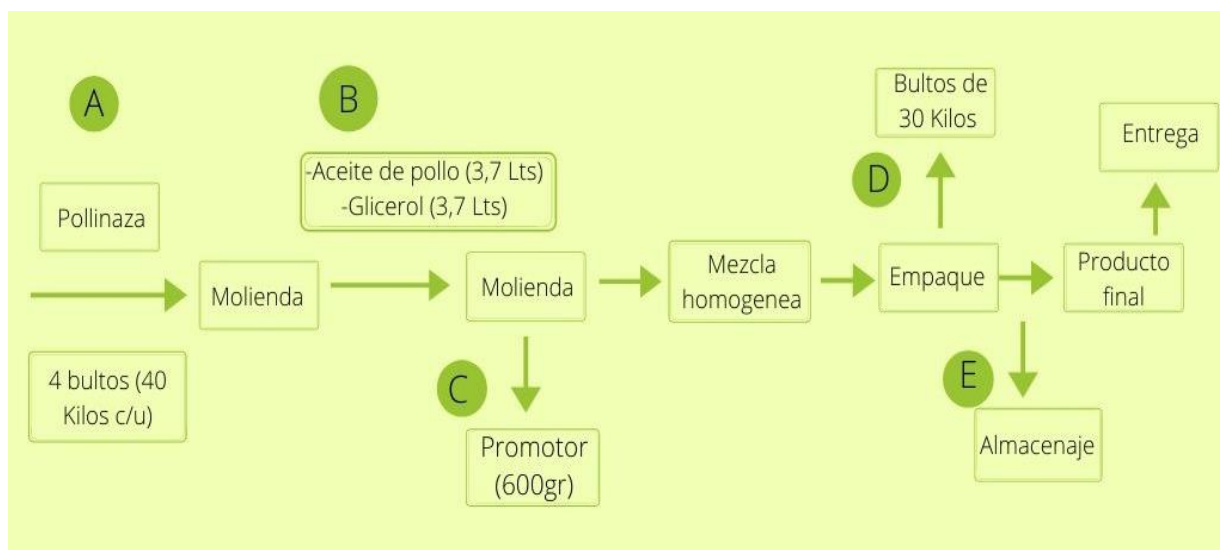 A
Pollinaza
4 bultos (40
Kilos c/u)
Molienda
B
-Aceite de pollo (3,7 Lts)
-Glicerol (3,7 Lts)
Molienda
C
Promotor
(600gr)
Mezcla
homogenea
Empaque
D
Bultos de
30 Kilos
E
Almacenaje
Producto
final
Entrega